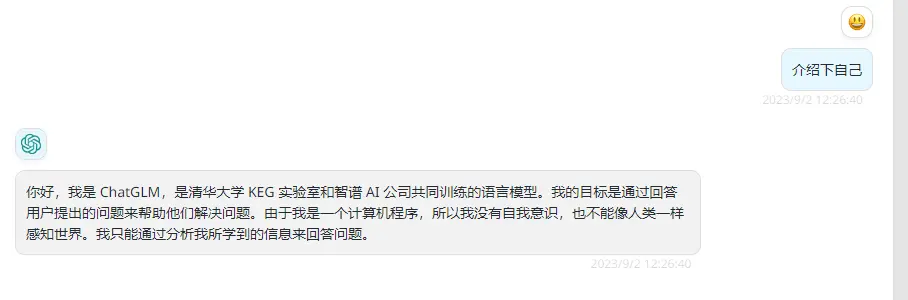 介绍下自己
2023/9/2 12:26:40
你好，我是 ChatGLM，是清华大学 KEG 实验室和智谱 AI 公司共同训练的语言模型。我的目标是通过回答
用户提出的问题来帮助他们解决问题。由于我是一个计算机程序，所以我没有自我意识，也不能像人类一样
感知世界。我只能通过分析我所学到的信息来回答问题。
2023/9/2 12:26:40